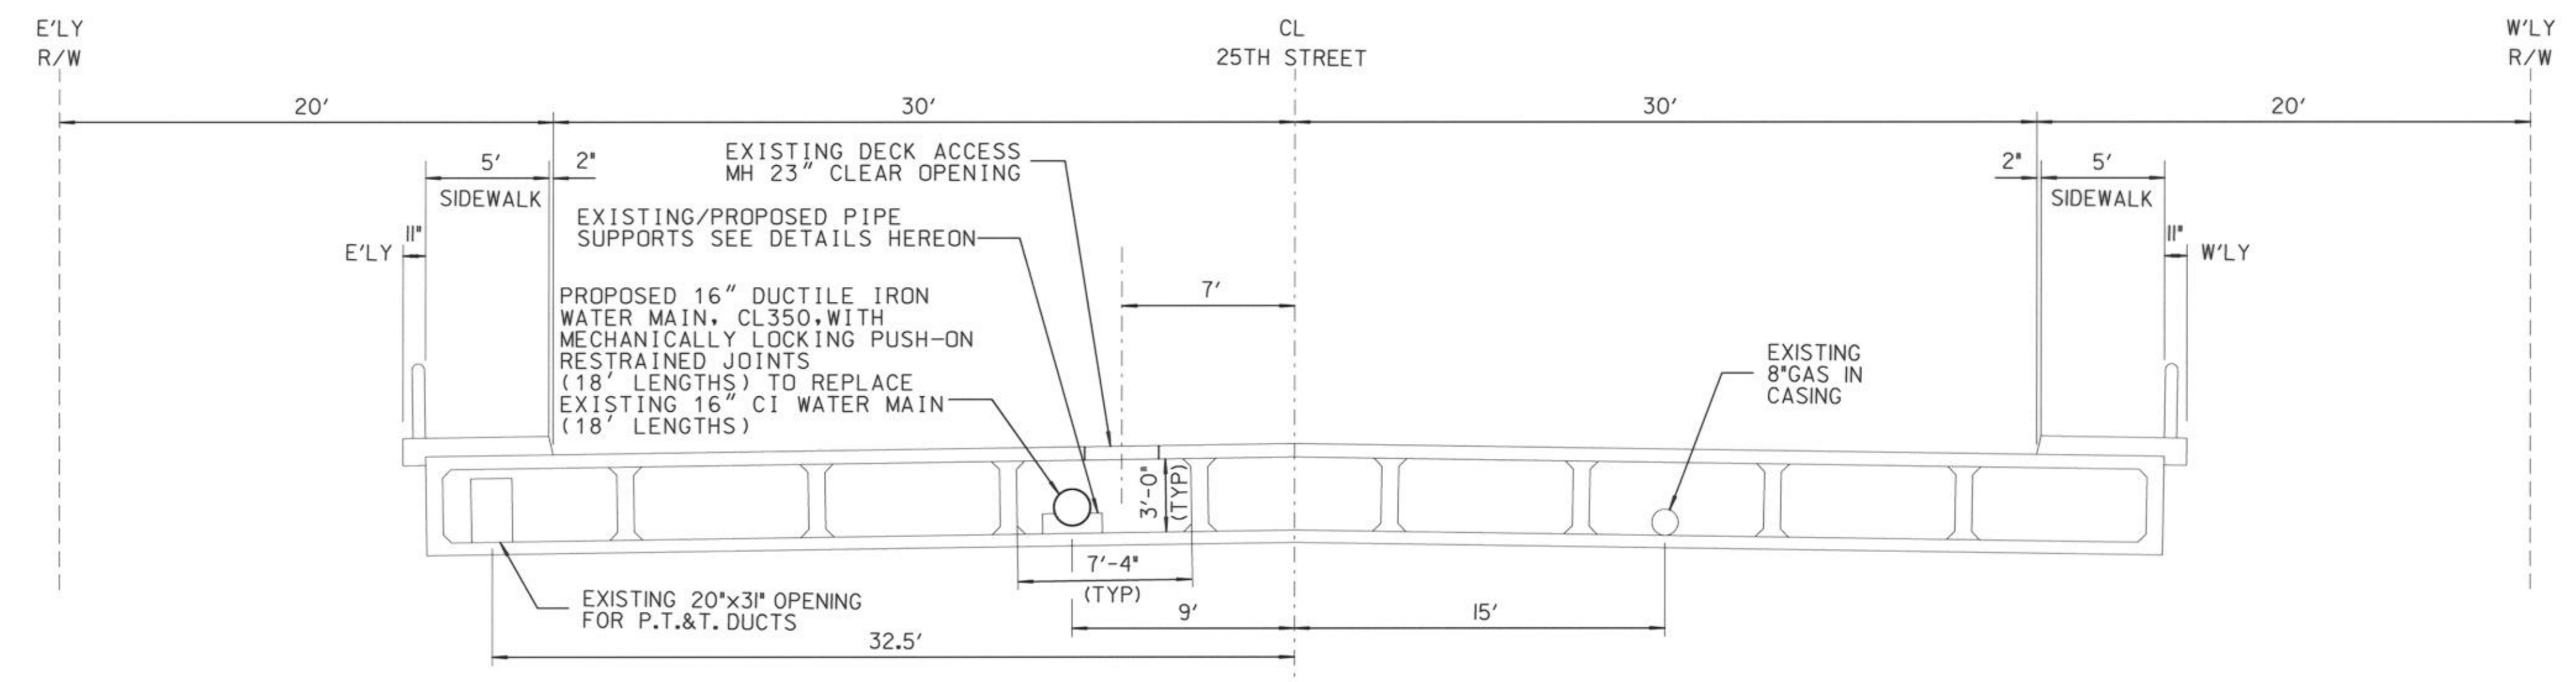 E'LY
R/W
CL
25TH STREET
W'LY
R/W
20'
30'
30'
20'
5'
2"
SIDEWALK
11"
E'LY
EXISTING DECK ACCESS
MH 23" CLEAR OPENING
EXISTING/PROPOSED PIPE
SUPPORTS SEE DETAILS HEREON
PROPOSED 16" DUCTILE IRON
WATER MAIN, CL350,WITH
MECHANICALLY LOCKING PUSH-ON
RESTRAINED JOINTS
(18' LENGTHS) TO REPLACE
EXISTING 16" CI WATER MAIN
(18' LENGTHS)
7'
2"
5'
SIDEWALK
11"
W'LY
EXISTING
8"GAS IN
CASING
3'-0"
(TYP)
7'-4"
(TYP)
EXISTING 20"x31" OPENING
FOR P.T.&T. DUCTS
9'
15'
32.5'